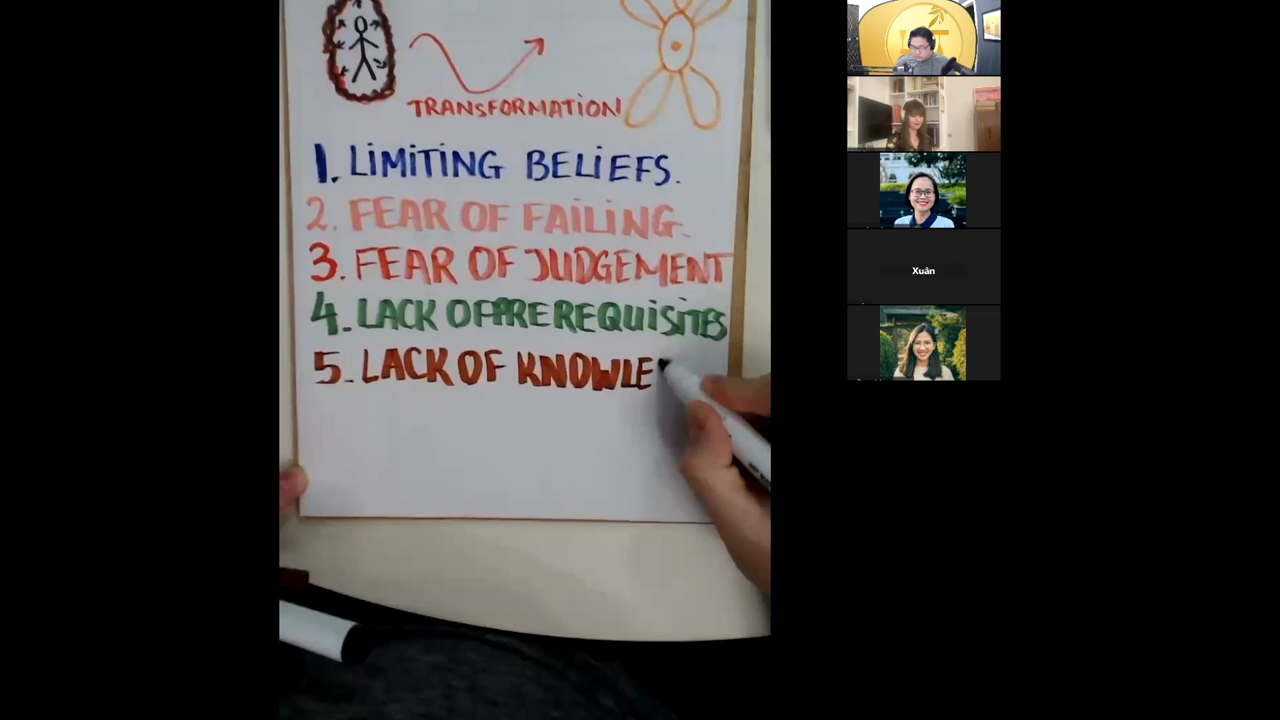 TRANSFORMATION
1. LIMITING BELIEFS.
2. FEAR OF FAILING.
3. FEAR OF JUDGEMENT
4. LACK OF PREREQUISITES
5. LACK OF KNOWLE
Xuân